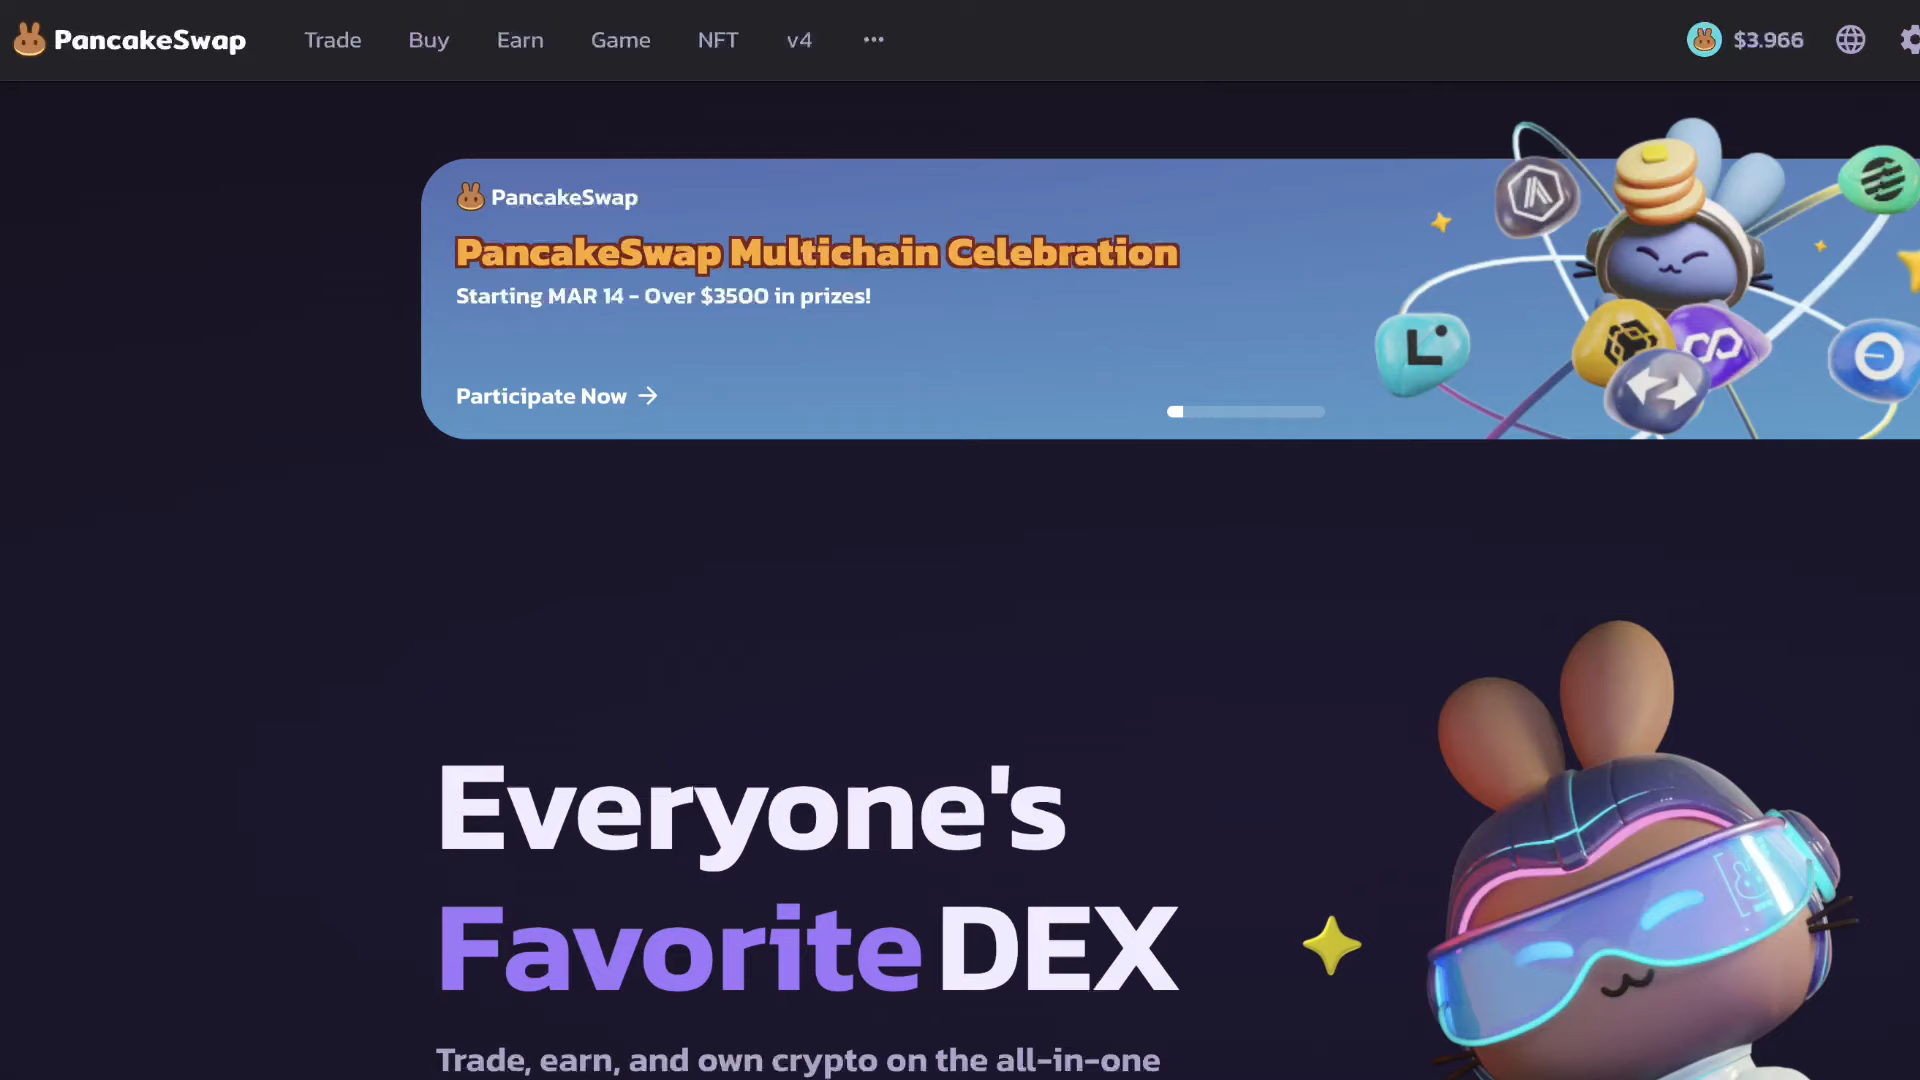 PancakeSwap
Trade Buy Earn Game NFT v4 ...
$3.966
PancakeSwap
PancakeSwap Multichain Celebration
Starting MAR 14 - Over $3500 in prizes!
Participate Now →
Everyone's
Favorite DEX
Trade, earn, and own crypto on the all-in-one